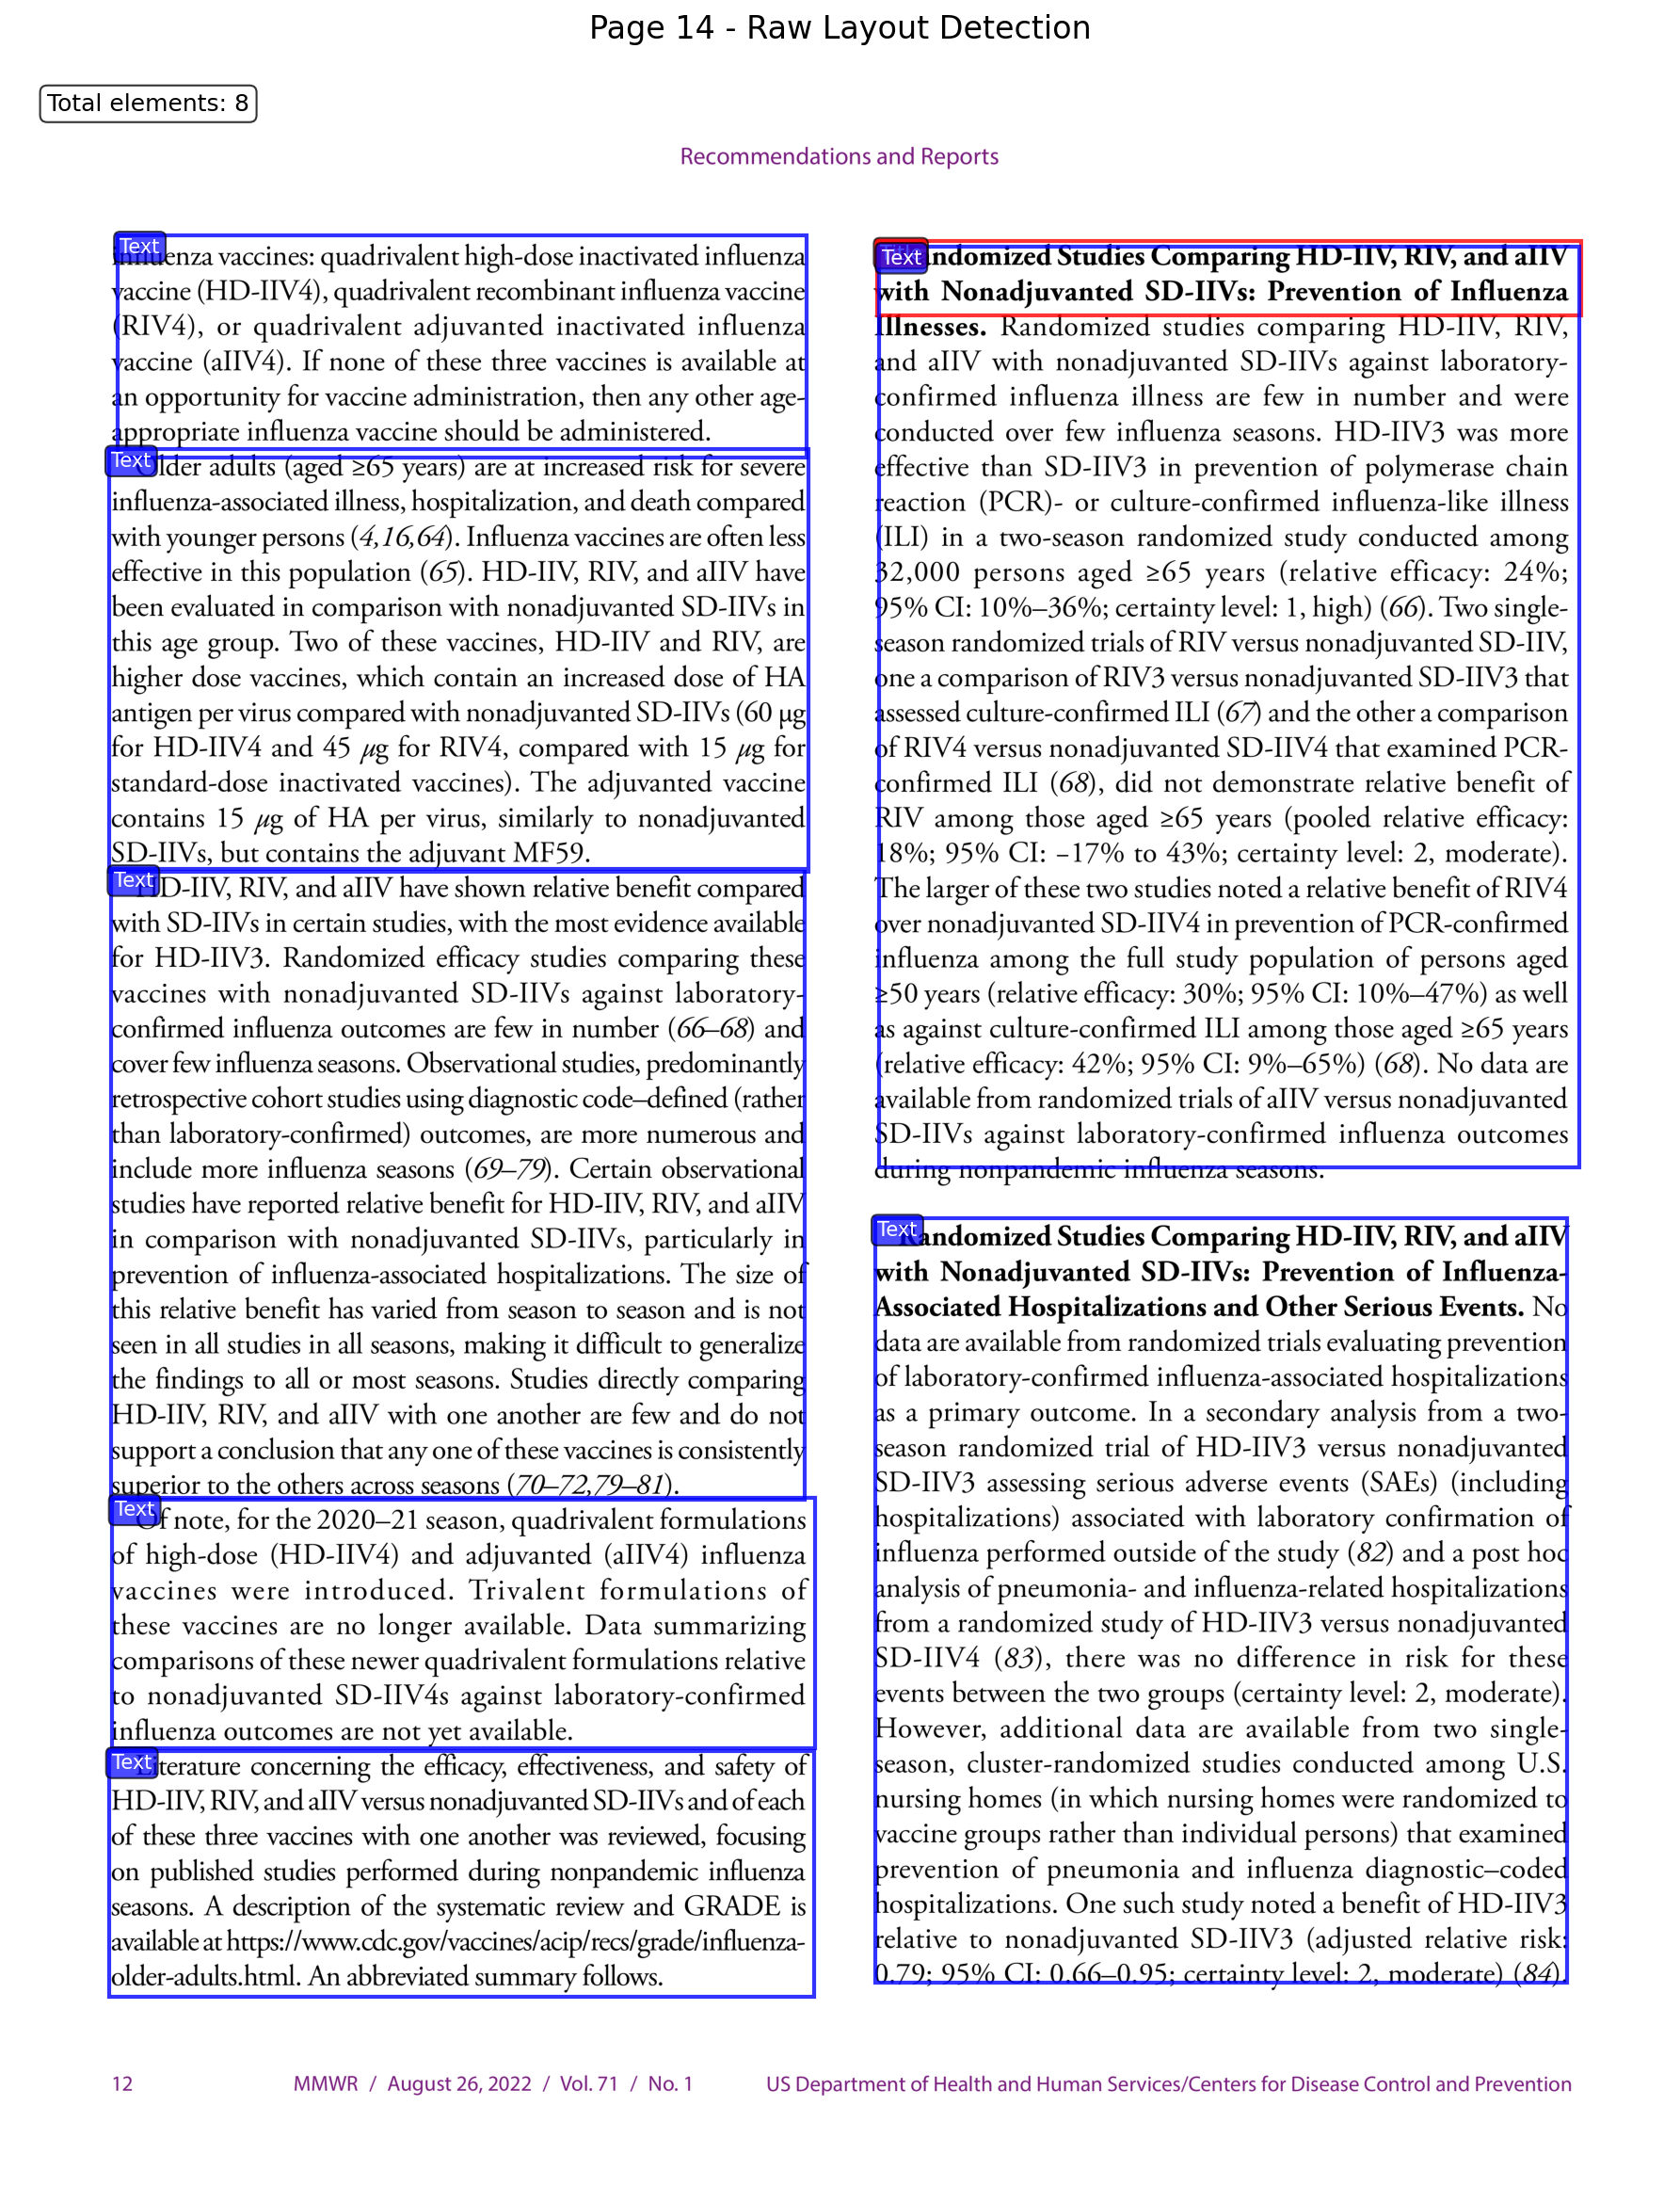 Page 14 - Raw Layout Detection
Total elements: 8
Recommendations and Reports
Text
influenza vaccines: quadrivalent high-dose inactivated influenza
vaccine (HD-IIV4), quadrivalent recombinant influenza vaccine
(RIV4), or quadrivalent adjuvanted inactivated influenza
vaccine (aIIV4). If none of these three vaccines is available at
an opportunity for vaccine administration, then any other age-
appropriate influenza vaccine should be administered.
Text
Older adults (aged ≥65 years) are at increased risk for severe
influenza-associated illness, hospitalization, and death compared
with younger persons (4,16,64). Influenza vaccines are often less
effective in this population (65). HD-IIV, RIV, and aIIV have
been evaluated in comparison with nonadjuvanted SD-IIVs in
this age group. Two of these vaccines, HD-IIV and RIV, are
higher dose vaccines, which contain an increased dose of HA
antigen per virus compared with nonadjuvanted SD-IIVs (60 µg
for HD-IIV4 and 45 µg for RIV4, compared with 15 µg for
standard-dose inactivated vaccines). The adjuvanted vaccine
contains 15 µg of HA per virus, similarly to nonadjuvanted
SD-IIVs, but contains the adjuvant MF59.
Text
HD-IIV, RIV, and aIIV have shown relative benefit compared
with SD-IIVs in certain studies, with the most evidence available
for HD-IIV3. Randomized efficacy studies comparing these
vaccines with nonadjuvanted SD-IIVs against laboratory-
confirmed influenza outcomes are few in number (66–68) and
cover few influenza seasons. Observational studies, predominantly
retrospective cohort studies using diagnostic code–defined (rather
than laboratory-confirmed) outcomes, are more numerous and
include more influenza seasons (69–79). Certain observational
studies have reported relative benefit for HD-IIV, RIV, and aIIV
in comparison with nonadjuvanted SD-IIVs, particularly in
prevention of influenza-associated hospitalizations. The size of
this relative benefit has varied from season to season and is not
seen in all studies in all seasons, making it difficult to generalize
the findings to all or most seasons. Studies directly comparing
HD-IIV, RIV, and aIIV with one another are few and do not
support a conclusion that any one of these vaccines is consistently
superior to the others across seasons (70–72,79–81).
Text
Of note, for the 2020–21 season, quadrivalent formulations
of high-dose (HD-IIV4) and adjuvanted (aIIV4) influenza
vaccines were introduced. Trivalent formulations of
these vaccines are no longer available. Data summarizing
comparisons of these newer quadrivalent formulations relative
to nonadjuvanted SD-IIV4s against laboratory-confirmed
influenza outcomes are not yet available.
Text
Literature concerning the efficacy, effectiveness, and safety of
HD-IIV, RIV, and aIIV versus nonadjuvanted SD-IIVs and of each
of these three vaccines with one another was reviewed, focusing
on published studies performed during nonpandemic influenza
seasons. A description of the systematic review and GRADE is
available at https://www.cdc.gov/vaccines/acip/recs/grade/influenza-
older-adults.html. An abbreviated summary follows.
Text
Randomized Studies Comparing HD-IIV, RIV, and aIIV
with Nonadjuvanted SD-IIVs: Prevention of Influenza
Illnesses. Randomized studies comparing HD-IIV, RIV,
and aIIV with nonadjuvanted SD-IIVs against laboratory-
confirmed influenza illness are few in number and were
conducted over few influenza seasons. HD-IIV3 was more
effective than SD-IIV3 in prevention of polymerase chain
reaction (PCR)- or culture-confirmed influenza-like illness
(ILI) in a two-season randomized study conducted among
32,000 persons aged ≥65 years (relative efficacy: 24%;
95% CI: 10%–36%; certainty level: 1, high) (66). Two single-
season randomized trials of RIV versus nonadjuvanted SD-IIV,
one a comparison of RIV3 versus nonadjuvanted SD-IIV3 that
assessed culture-confirmed ILI (67) and the other a comparison
of RIV4 versus nonadjuvanted SD-IIV4 that examined PCR-
confirmed ILI (68), did not demonstrate relative benefit of
RIV among those aged ≥65 years (pooled relative efficacy:
18%; 95% CI: –17% to 43%; certainty level: 2, moderate).
The larger of these two studies noted a relative benefit of RIV4
over nonadjuvanted SD-IIV4 in prevention of PCR-confirmed
influenza among the full study population of persons aged
≥50 years (relative efficacy: 30%; 95% CI: 10%–47%) as well
as against culture-confirmed ILI among those aged ≥65 years
(relative efficacy: 42%; 95% CI: 9%–65%) (68). No data are
available from randomized trials of aIIV versus nonadjuvanted
SD-IIVs against laboratory-confirmed influenza outcomes
during nonpandemic influenza seasons.
Text
Randomized Studies Comparing HD-IIV, RIV, and aIIV
with Nonadjuvanted SD-IIVs: Prevention of Influenza-
Associated Hospitalizations and Other Serious Events. No
data are available from randomized trials evaluating prevention
of laboratory-confirmed influenza-associated hospitalizations
as a primary outcome. In a secondary analysis from a two-
season randomized trial of HD-IIV3 versus nonadjuvanted
SD-IIV3 assessing serious adverse events (SAEs) (including
hospitalizations) associated with laboratory confirmation of
influenza performed outside of the study (82) and a post hoc
analysis of pneumonia- and influenza-related hospitalizations
from a randomized study of HD-IIV3 versus nonadjuvanted
SD-IIV4 (83), there was no difference in risk for these
events between the two groups (certainty level: 2, moderate).
However, additional data are available from two single-
season, cluster-randomized studies conducted among U.S.
nursing homes (in which nursing homes were randomized to
vaccine groups rather than individual persons) that examined
prevention of pneumonia and influenza diagnostic–coded
hospitalizations. One such study noted a benefit of HD-IIV3
relative to nonadjuvanted SD-IIV3 (adjusted relative risk:
0.79; 95% CI: 0.66–0.95; certainty level: 2, moderate) (84).
12 MMWR / August 26, 2022 / Vol. 71 / No. 1 US Department of Health and Human Services/Centers for Disease Control and Prevention